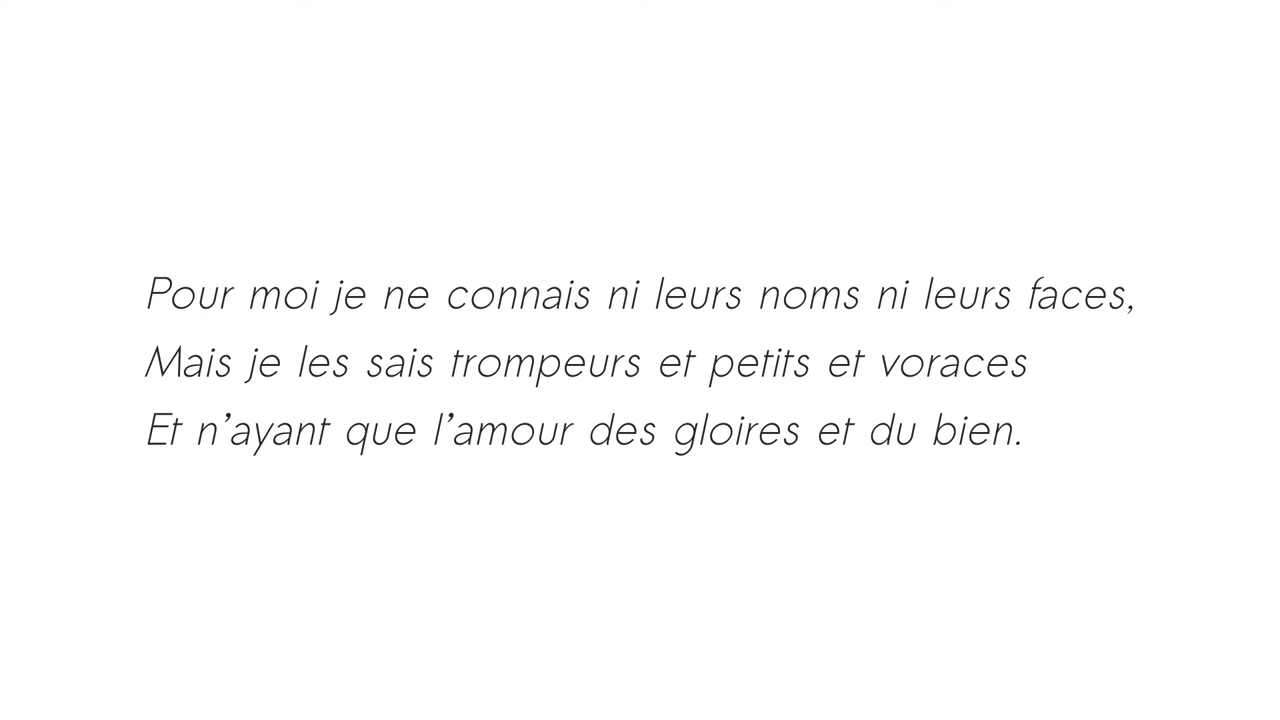 Pour moi je ne connais ni leurs noms ni leurs faces,
Mais je les sais trompeurs et petits et voraces
Et n’ayant que l’amour des gloires et du bien.